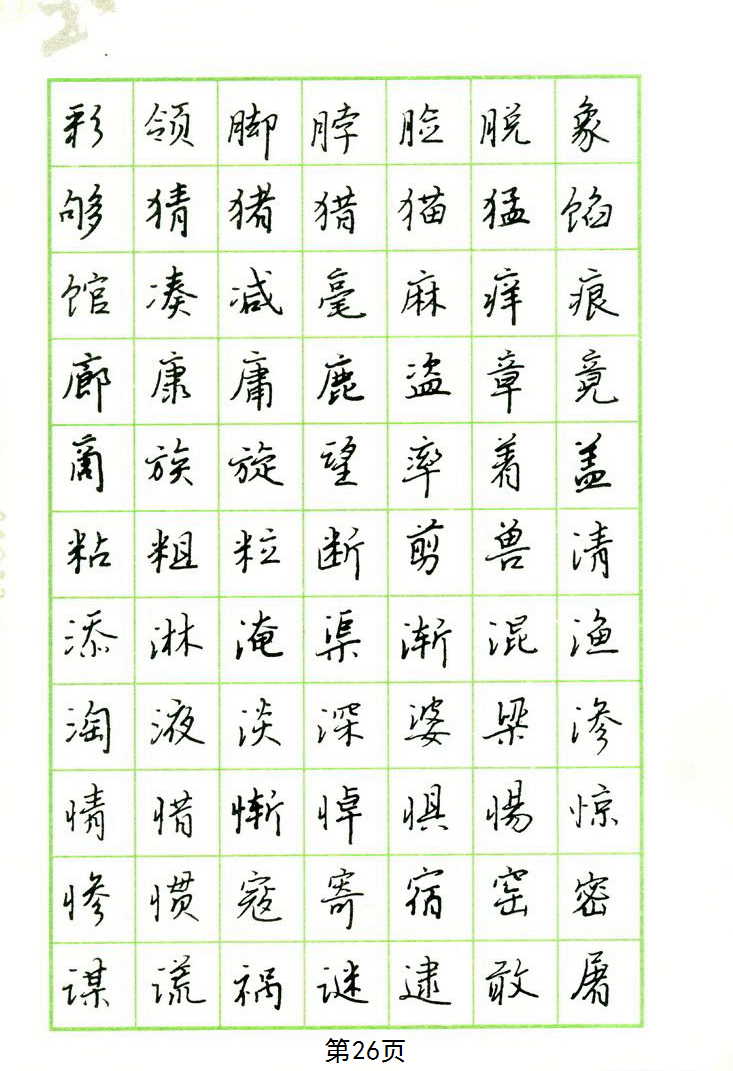 彩 领 脚 脖 脸 脱 象
够 猜 猪 猎 猫 猛 馅
馆 凑 减 毫 麻 痒 痕
廊 康 庸 鹿 盗 章 竟
商 族 旋 望 率 着 盖
粘 粗 粒 断 剪 兽 清
添 淋 淹 渠 渐 混 渔
淘 液 淡 深 婆 梁 渗
情 惜 惭 悼 惧 惕 惊
惨 惯 寇 寄 宿 窑 密
谋 谎 祸 谜 逮 敢 屠
第26页